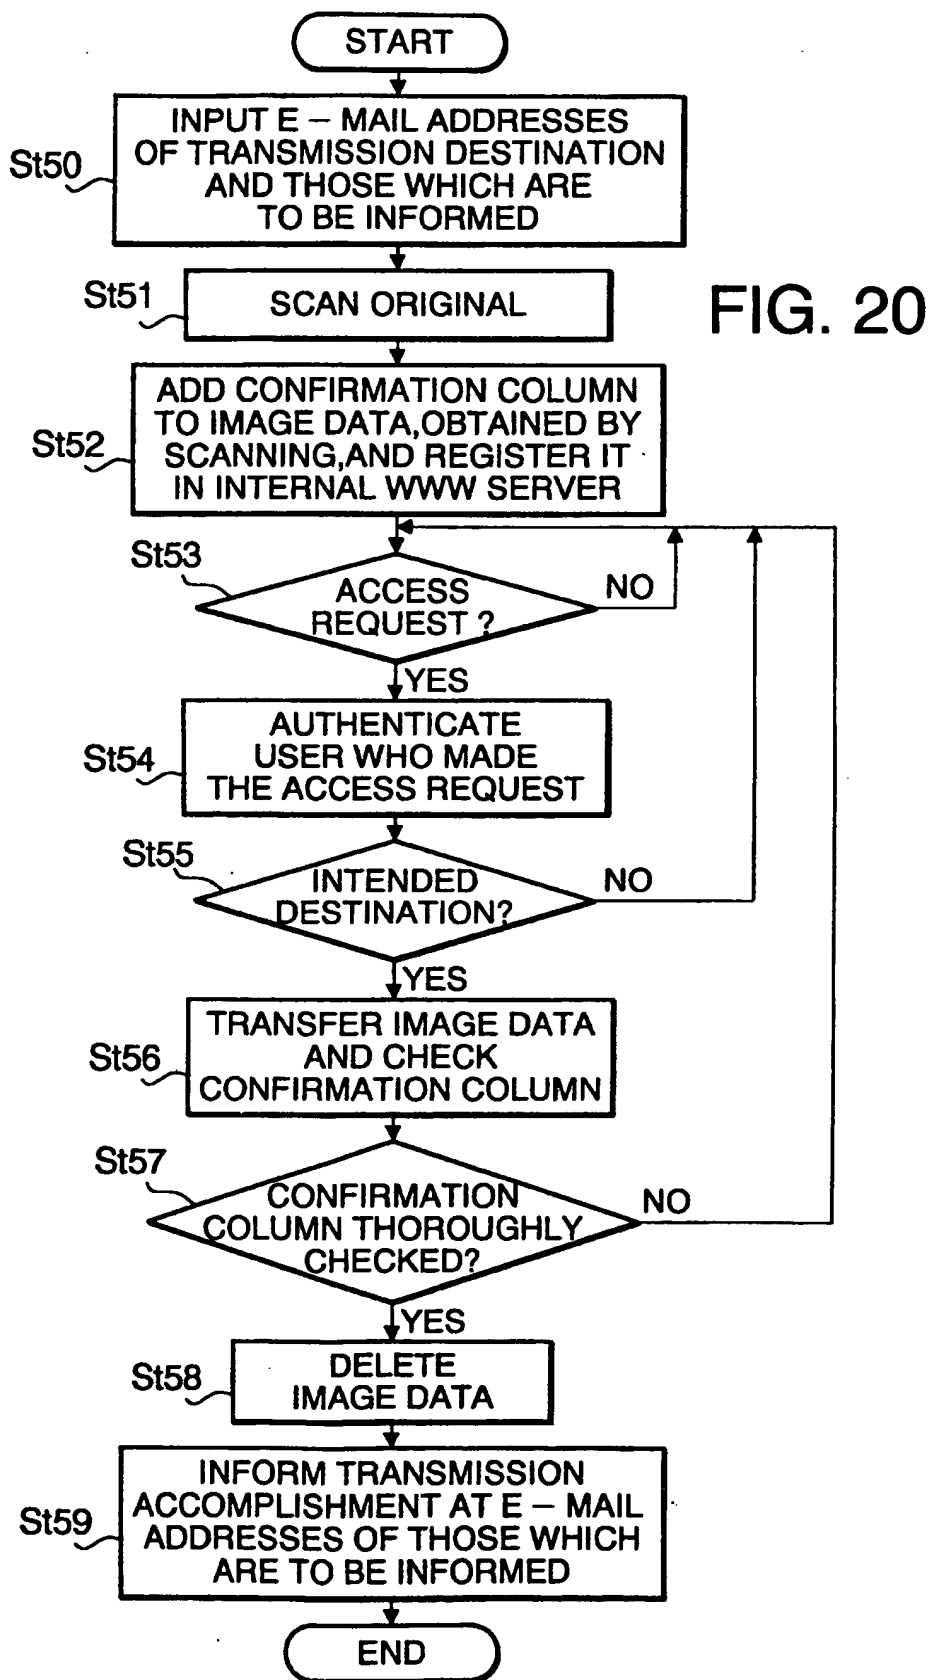 START
INPUT E – MAIL ADDRESSES
OF TRANSMISSION DESTINATION
AND THOSE WHICH ARE
TO BE INFORMED
St50
SCAN ORIGINAL
St51
FIG. 20
ADD CONFIRMATION COLUMN
TO IMAGE DATA,OBTAINED BY
SCANNING,AND REGISTER IT
IN INTERNAL WWW SERVER
St52
St53
ACCESS
REQUEST ?
NO
YES
AUTHENTICATE
USER WHO MADE
THE ACCESS REQUEST
St54
St55
INTENDED
DESTINATION?
NO
YES
TRANSFER IMAGE DATA
AND CHECK
CONFIRMATION COLUMN
St56
St57
CONFIRMATION
COLUMN THOROUGHLY
CHECKED?
NO
YES
DELETE
IMAGE DATA
St58
INFORM TRANSMISSION
ACCOMPLISHMENT AT E – MAIL
ADDRESSES OF THOSE WHICH
ARE TO BE INFORMED
St59
END